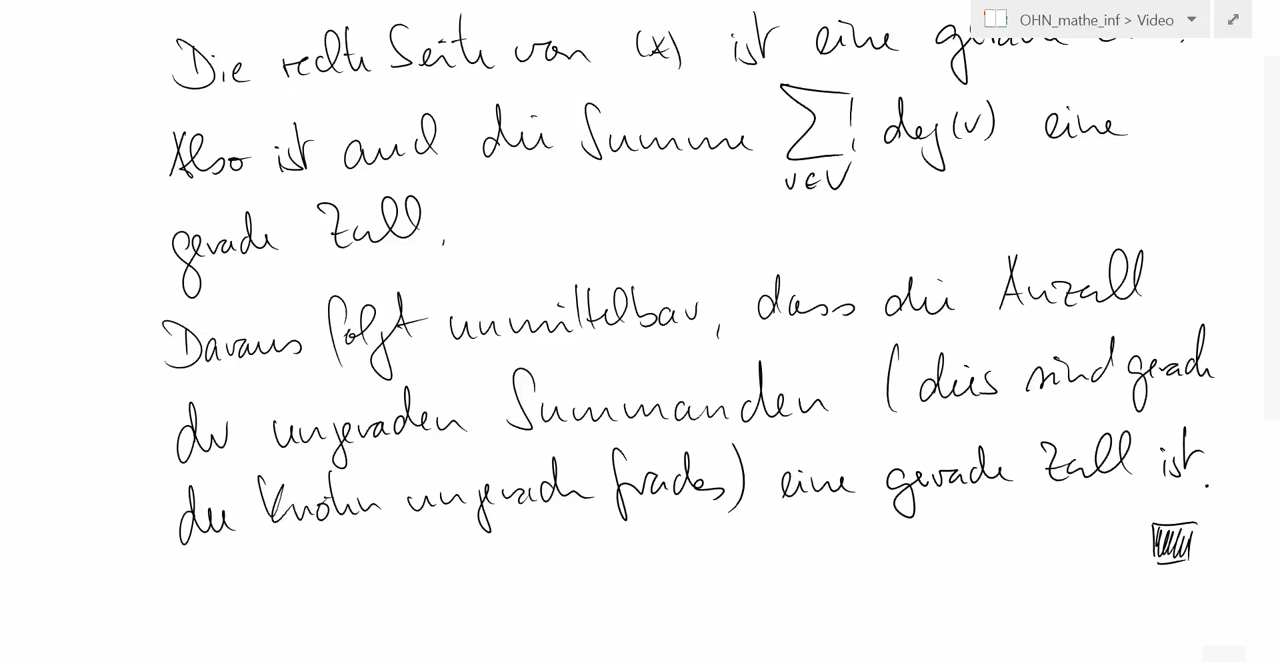 OHN_mathe_inf > Video
Die rechte Seite von (*) ist eine
Also ist auch die Summe ∑ deg(v) eine
v∈V
gerade Zahl.
Daraus folgt unmittelbar, dass die Anzahl
der ungeraden Summanden (dies sind gerade
die Knoten ungeraden Grades) eine gerade Zahl ist.